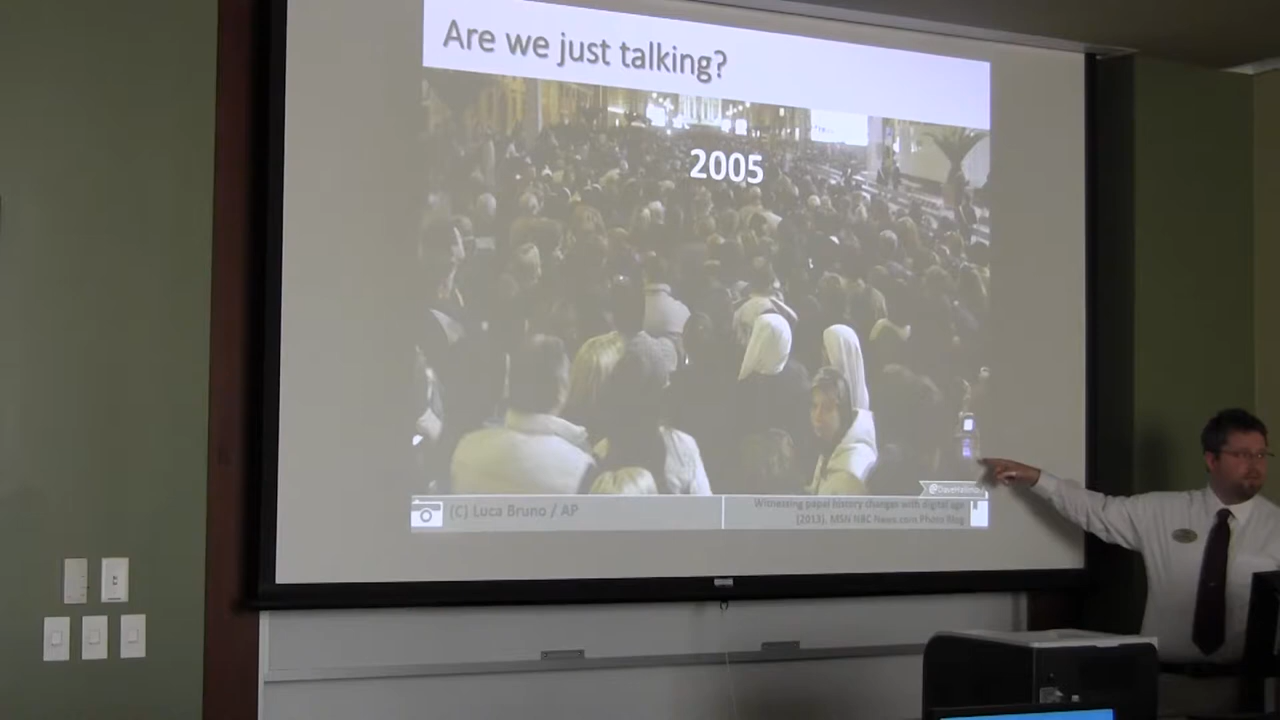 Are we just talking?
2005
@DaveHallmo
(C) Luca Bruno / AP
Witnessing papal history changes with digital age
[2013]. MSN NBC News.com Photo Blog